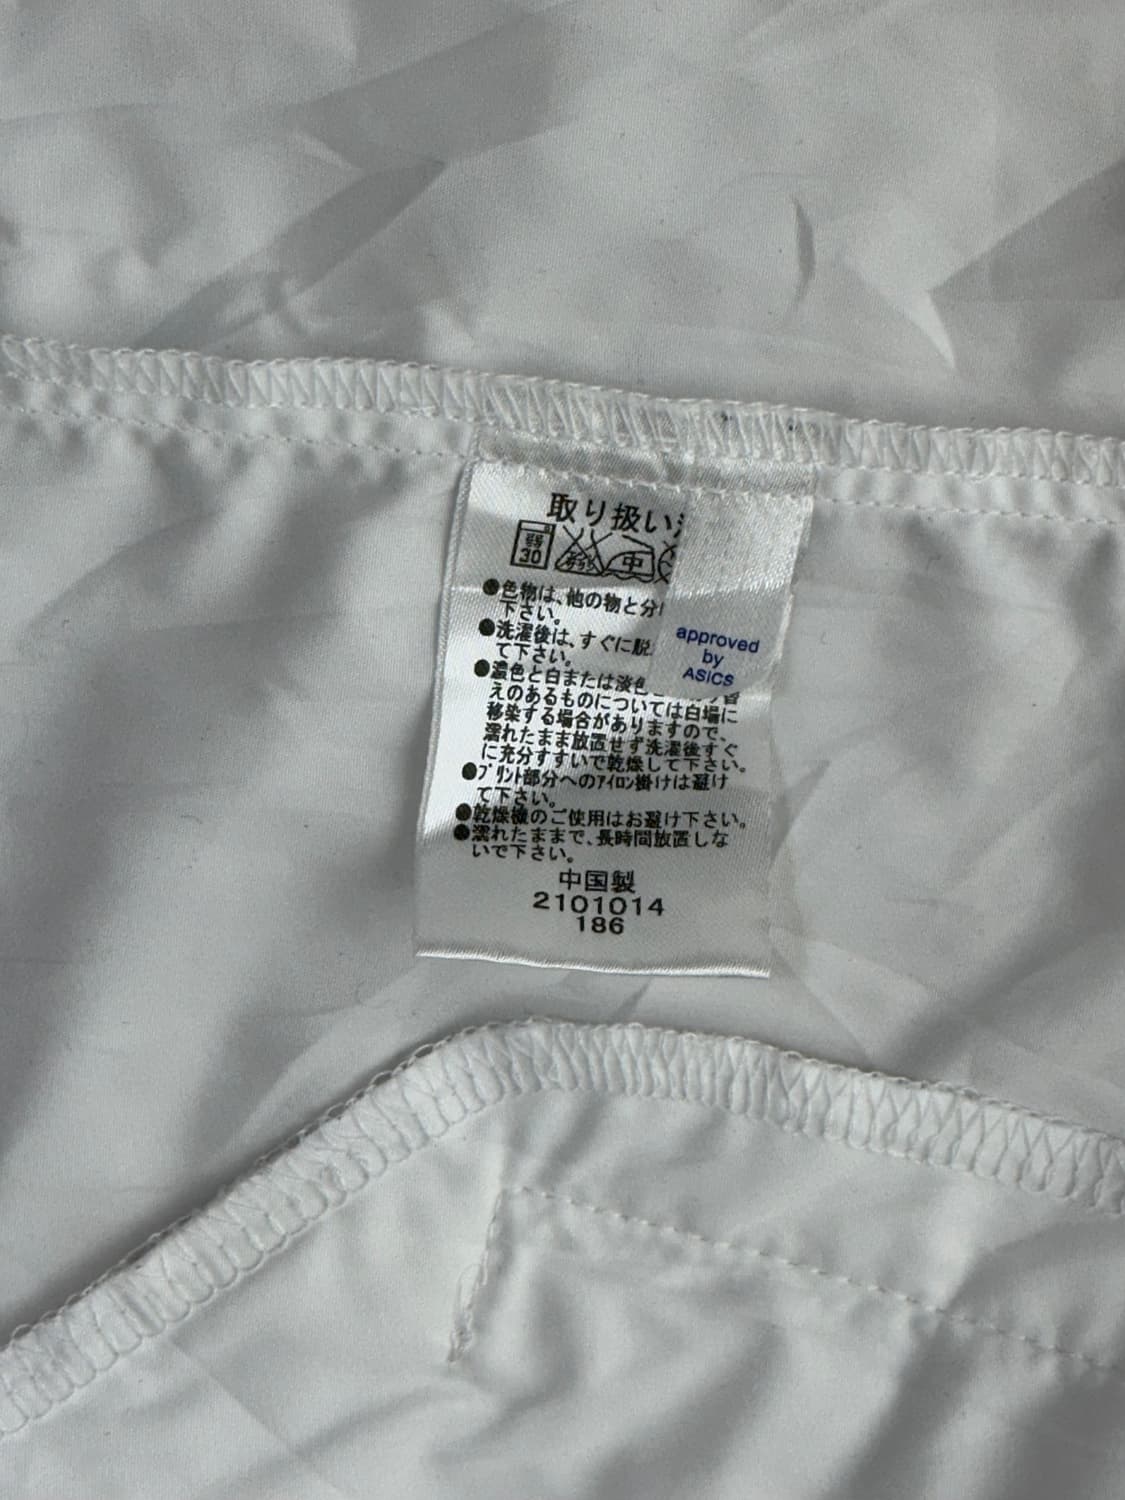 取り扱い
弱
30
中
●色物は、他の物と分け
下さい。
●洗濯後は、すぐに脱
て下さい。
●濃色と白または淡色
えのあるものについては白場に
移染する場合がありますので、
濡れたまま放置せず洗濯後すぐ
に充分すすいで乾燥して下さい。
●プリント部分へのアイロン掛けは避け
て下さい。
●乾燥機のご使用はお避け下さい。
●濡れたままで、長時間放置しな
いで下さい。
中国製
2101014
186
approved
by
ASICS